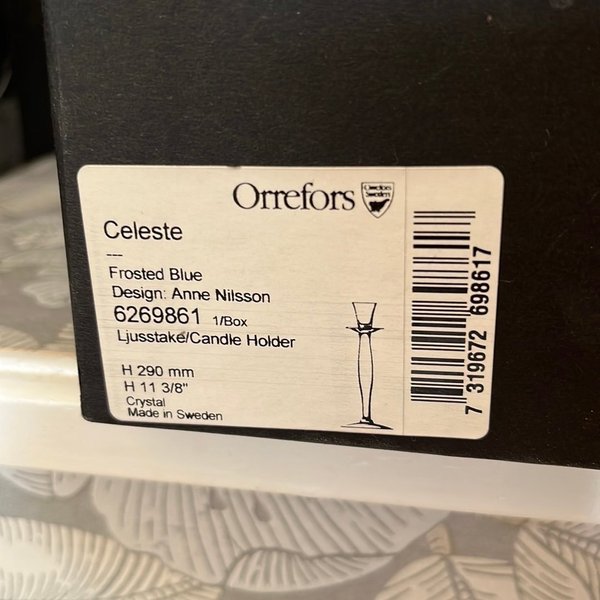 Orrefors
Orrefors
Sweden
Celeste
---
Frosted Blue
Design: Anne Nilsson
6269861 1/Box
Ljusstake/Candle Holder
H 290 mm
H 11 3/8"
Crystal
Made in Sweden
7 319672 698617